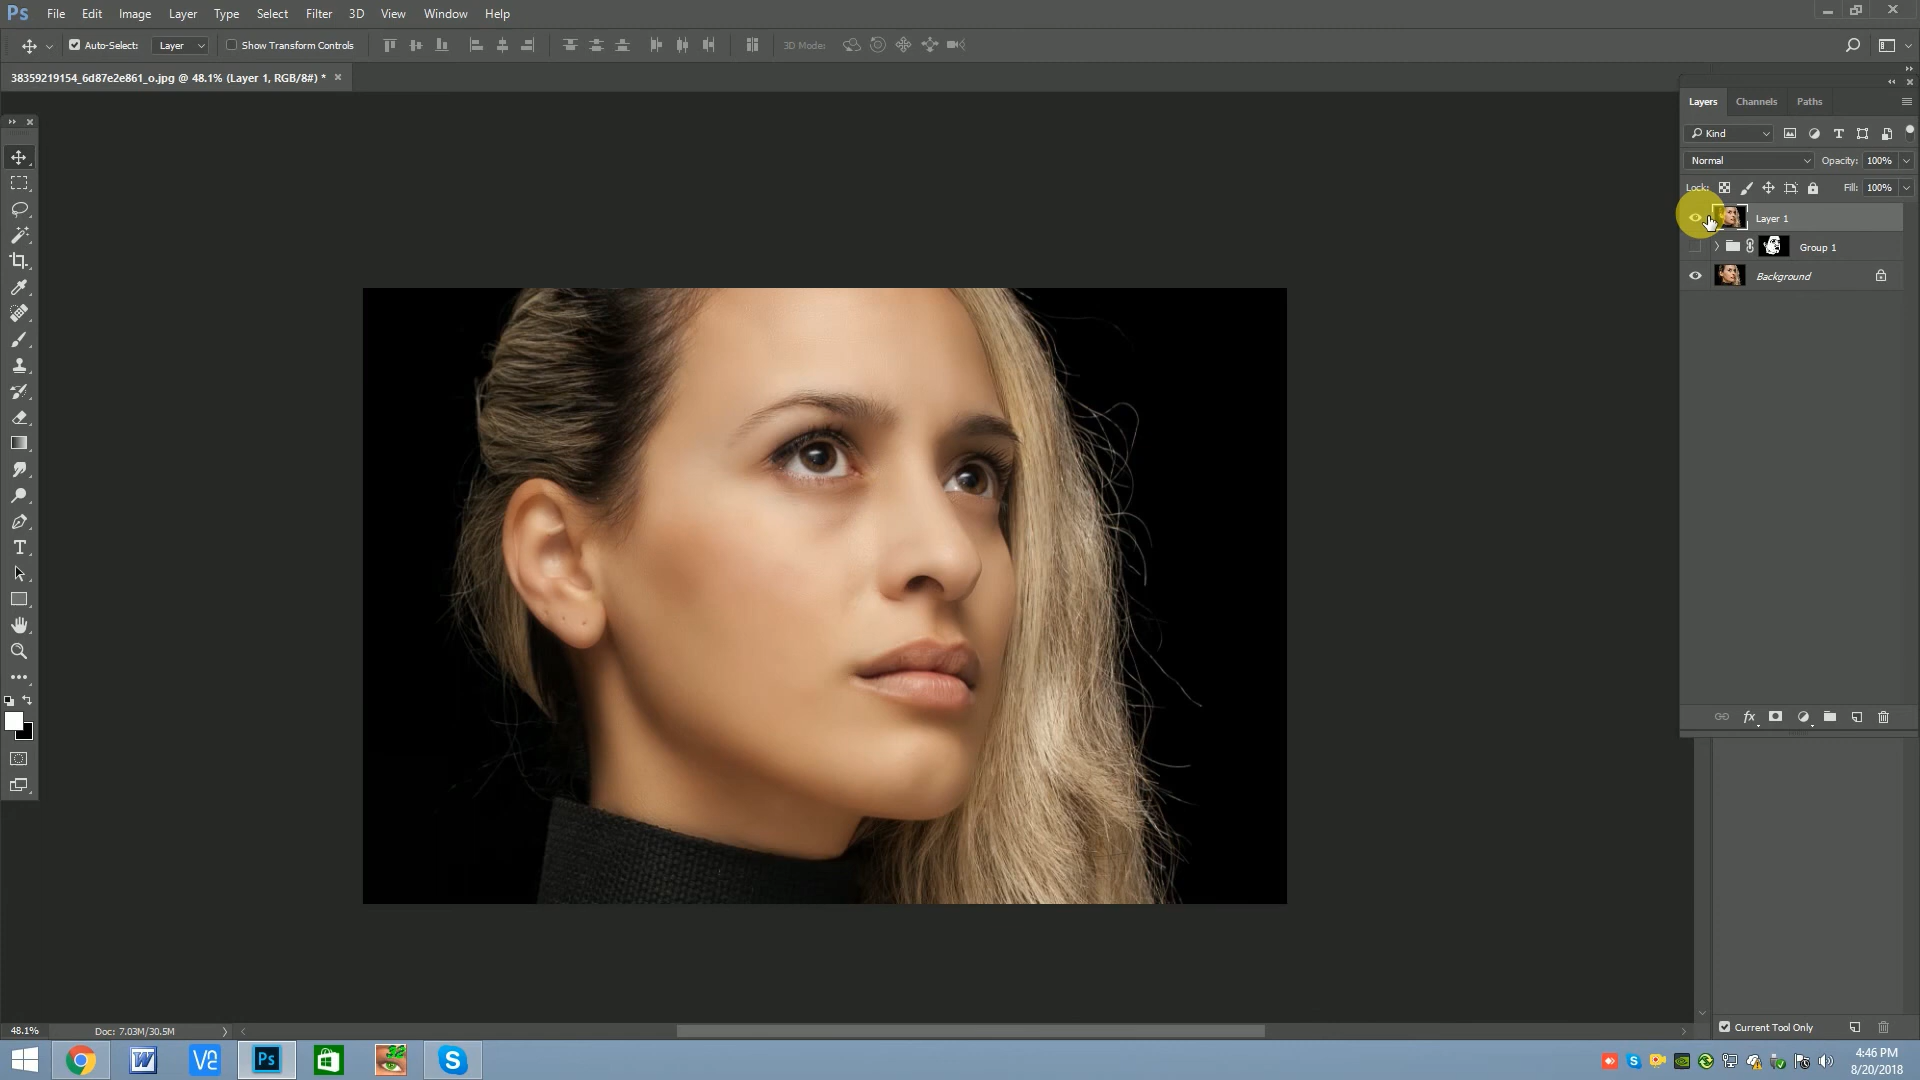 Ps File Edit Image Layer Type Select Filter 3D View Window Help
Auto-Select: Layer Show Transform Controls 3D Mode:
38359219154_6d87e2e861_o.jpg @ 48.1% (Layer 1, RGB/8#) *
Layers Channels Paths
Kind
Normal Opacity: 100%
Lock: Fill: 100%
Layer 1
Group 1
Background
fx
48.1% Doc: 7.03M/30.5M
Current Tool Only
Ps
4:46 PM
8/20/2018